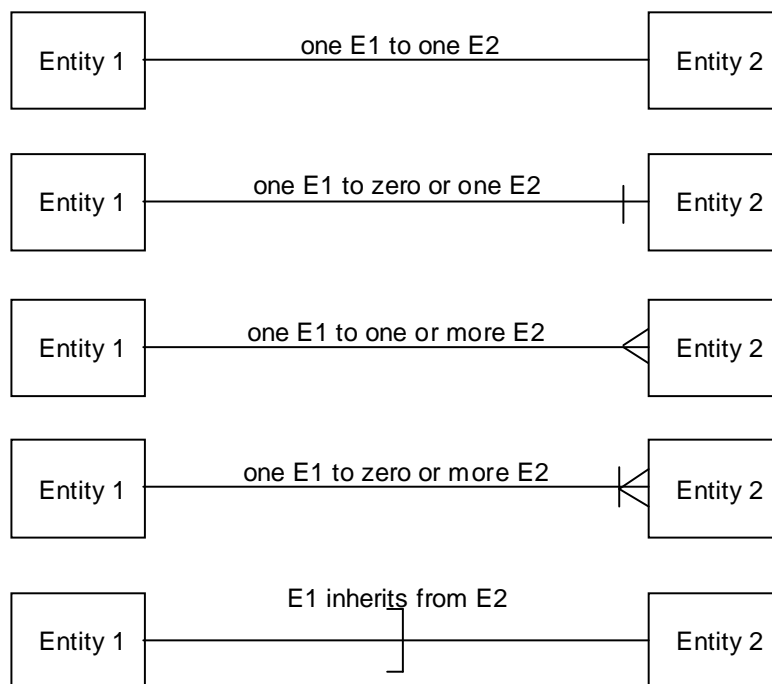 one E1 to one E2
Entity 1
Entity 2
one E1 to zero or one E2
Entity 1
Entity 2
one E1 to one or more E2
Entity 1
Entity 2
one E1 to zero or more E2
Entity 1
Entity 2
E1 inherits from E2
Entity 1
Entity 2